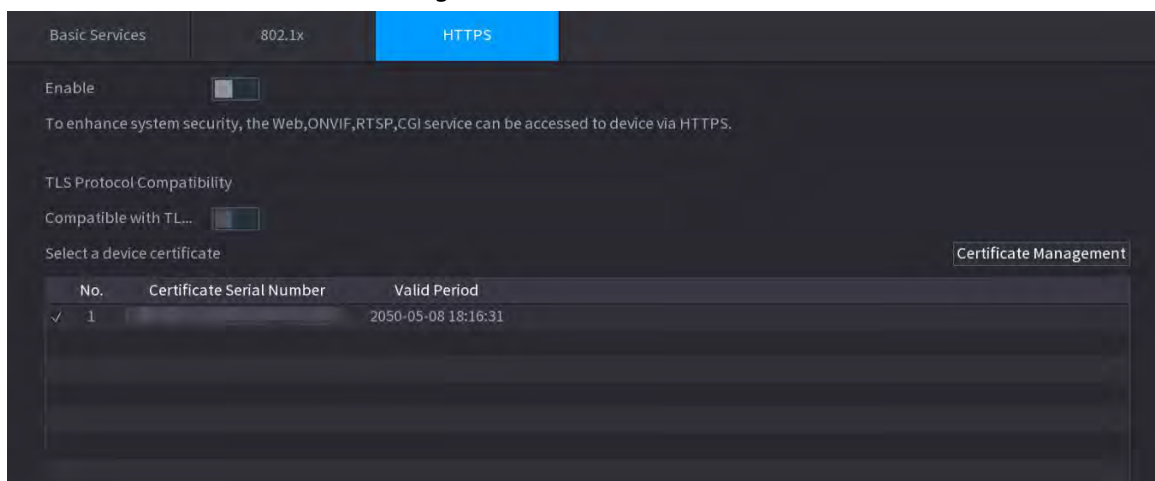 Basic Services 802.1x HTTPS
Enable
To enhance system security, the Web,ONVIF,RTSP,CGI service can be accessed to device via HTTPS.
TLS Protocol Compatibility
Compatible with TL...
Select a device certificate Certificate Management
No. Certificate Serial Number Valid Period
✓ 1 2050-05-08 18:16:31